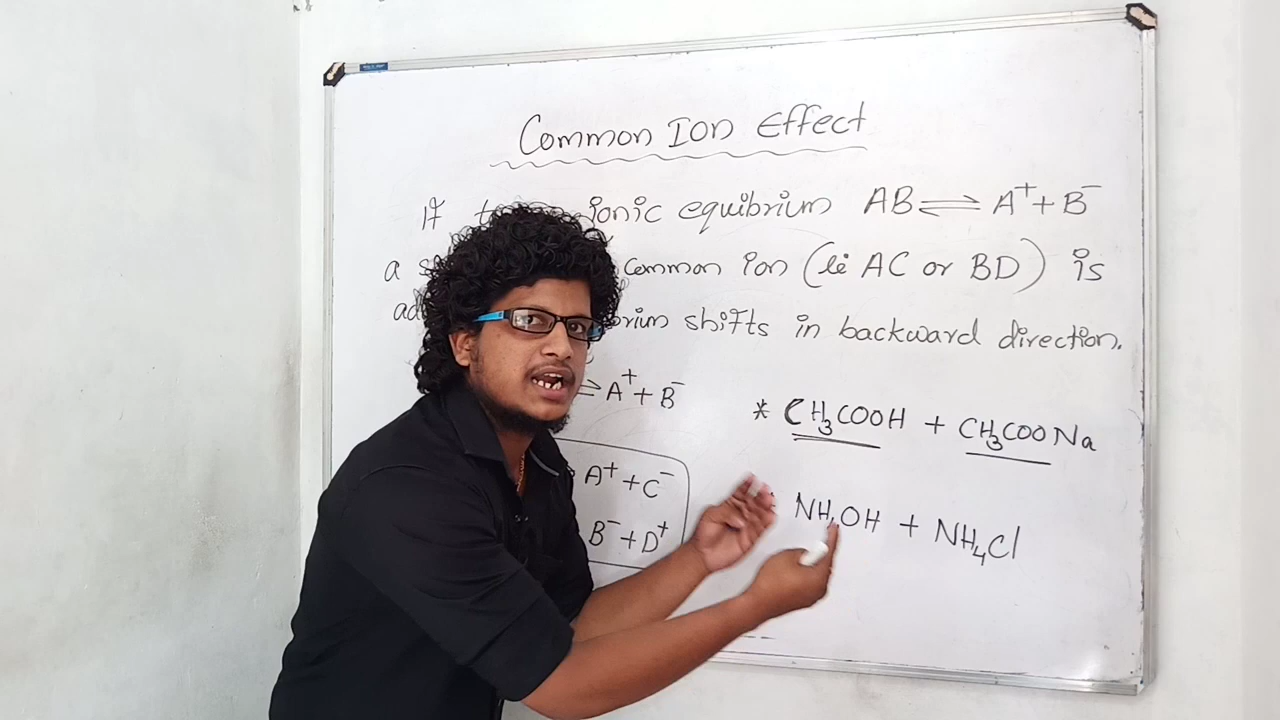 Common Ion Effect
If ionic equibrium AB ⇌ A⁺ + B⁻
a common ion (ie AC or BD) is
shifts in backward direction.
⇌ A⁺ + B⁻
* CH₃COOH + CH₃COONa
A⁺ + C⁻
NH₄OH + NH₄Cl
B⁻ + D⁺